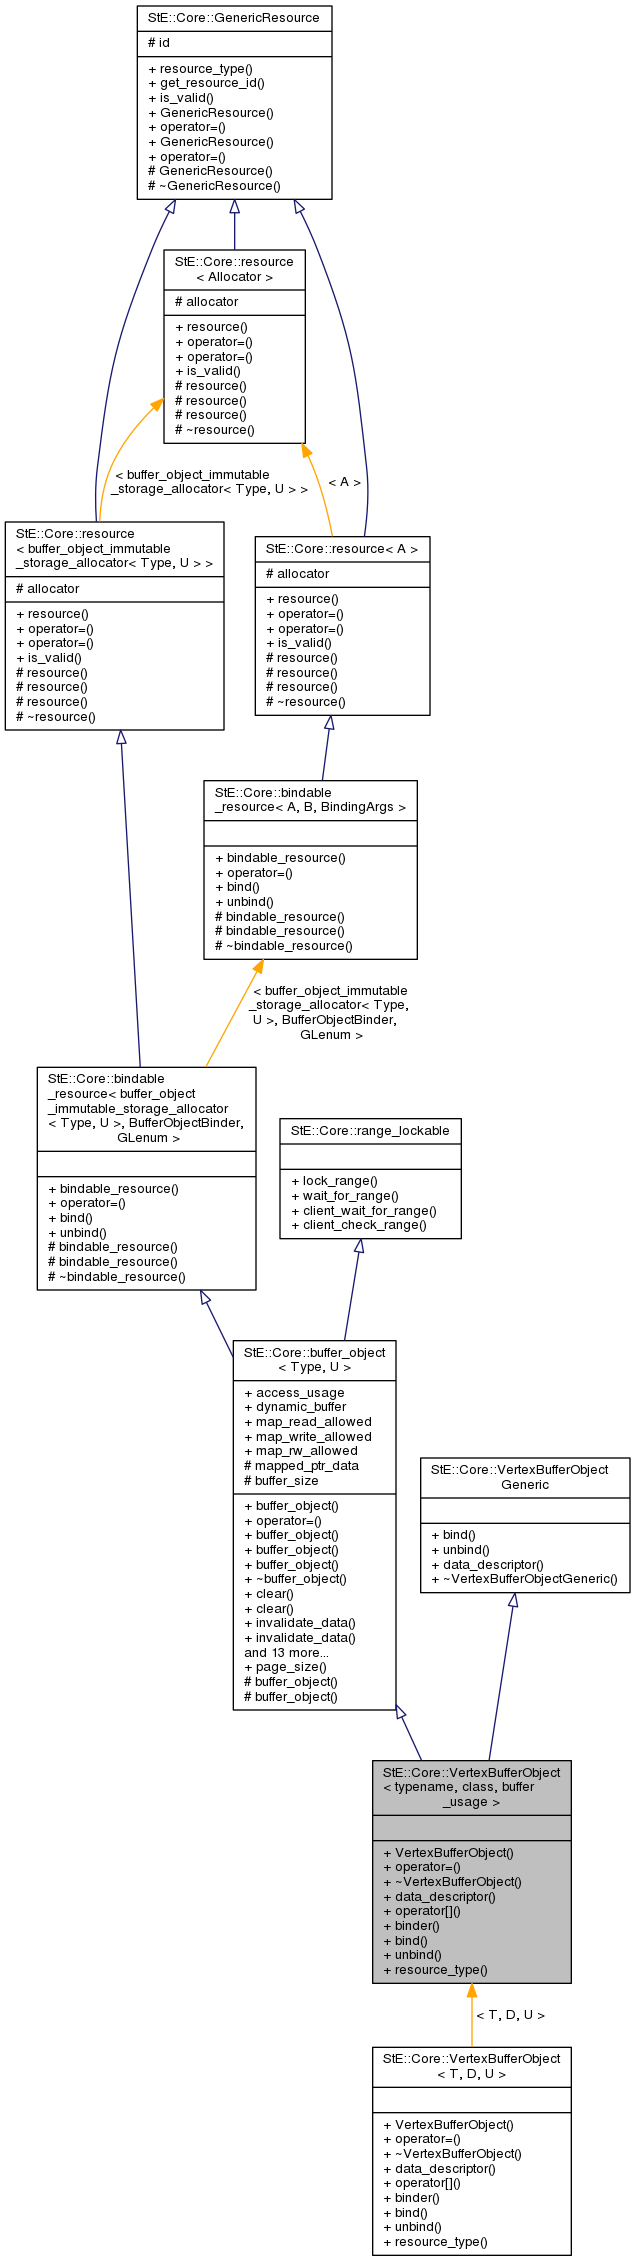 StE::Core::GenericResource
# id
+ resource_type()
+ get_resource_id()
+ is_valid()
+ GenericResource()
+ operator=()
+ GenericResource()
+ operator=()
# GenericResource()
# ~GenericResource()
StE::Core::resource
< Allocator >
# allocator
+ resource()
+ operator=()
+ operator=()
+ is_valid()
# resource()
# resource()
# resource()
# ~resource()
< buffer_object_immutable
_storage_allocator< Type, U > >
< A >
StE::Core::resource
< buffer_object_immutable
_storage_allocator< Type, U > >
# allocator
+ resource()
+ operator=()
+ operator=()
+ is_valid()
# resource()
# resource()
# resource()
# ~resource()
StE::Core::resource< A >
# allocator
+ resource()
+ operator=()
+ operator=()
+ is_valid()
# resource()
# resource()
# resource()
# ~resource()
StE::Core::bindable
_resource< A, B, BindingArgs >
+ bindable_resource()
+ operator=()
+ bind()
+ unbind()
# bindable_resource()
# bindable_resource()
# ~bindable_resource()
< buffer_object_immutable
_storage_allocator< Type,
U >, BufferObjectBinder,
GLenum >
StE::Core::bindable
_resource< buffer_object
_immutable_storage_allocator
< Type, U >, BufferObjectBinder,
GLenum >
+ bindable_resource()
+ operator=()
+ bind()
+ unbind()
# bindable_resource()
# bindable_resource()
# ~bindable_resource()
StE::Core::range_lockable
+ lock_range()
+ wait_for_range()
+ client_wait_for_range()
+ client_check_range()
StE::Core::buffer_object
< Type, U >
+ access_usage
+ dynamic_buffer
+ map_read_allowed
+ map_write_allowed
+ map_rw_allowed
# mapped_ptr_data
# buffer_size
+ buffer_object()
+ operator=()
+ buffer_object()
+ buffer_object()
+ buffer_object()
+ ~buffer_object()
+ clear()
+ clear()
+ invalidate_data()
+ invalidate_data()
and 13 more...
+ page_size()
# buffer_object()
# buffer_object()
StE::Core::VertexBufferObject
Generic
+ bind()
+ unbind()
+ data_descriptor()
+ ~VertexBufferObjectGeneric()
StE::Core::VertexBufferObject
< typename, class, buffer
_usage >
+ VertexBufferObject()
+ operator=()
+ ~VertexBufferObject()
+ data_descriptor()
+ operator[]()
+ binder()
+ bind()
+ unbind()
+ resource_type()
< T, D, U >
StE::Core::VertexBufferObject
< T, D, U >
+ VertexBufferObject()
+ operator=()
+ ~VertexBufferObject()
+ data_descriptor()
+ operator[]()
+ binder()
+ bind()
+ unbind()
+ resource_type()